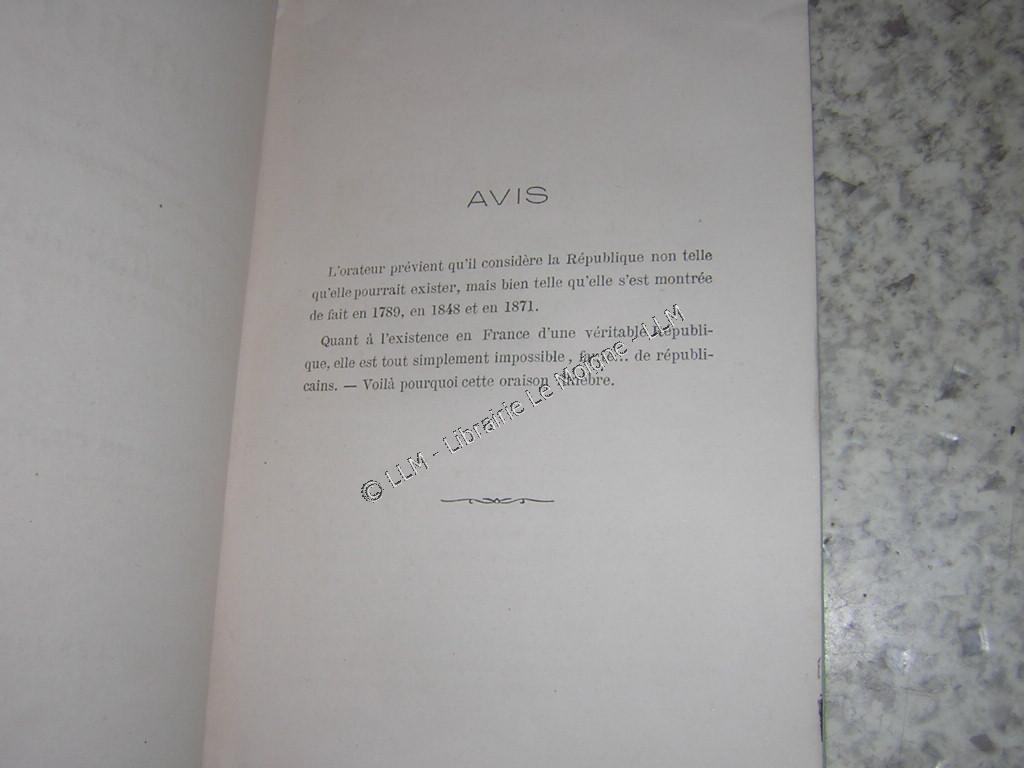 AVIS
L'orateur prévient qu'il considère la République non telle
qu'elle pourrait exister, mais bien telle qu'elle s'est montrée
de fait en 1789, en 1848 et en 1871.
Quant à l'existence en France d'une véritable Républi-
que, elle est tout simplement impossible, faute... de républi-
cains. — Voilà pourquoi cette oraison funèbre.
© LLM - Librairie Le Moigne - LLM